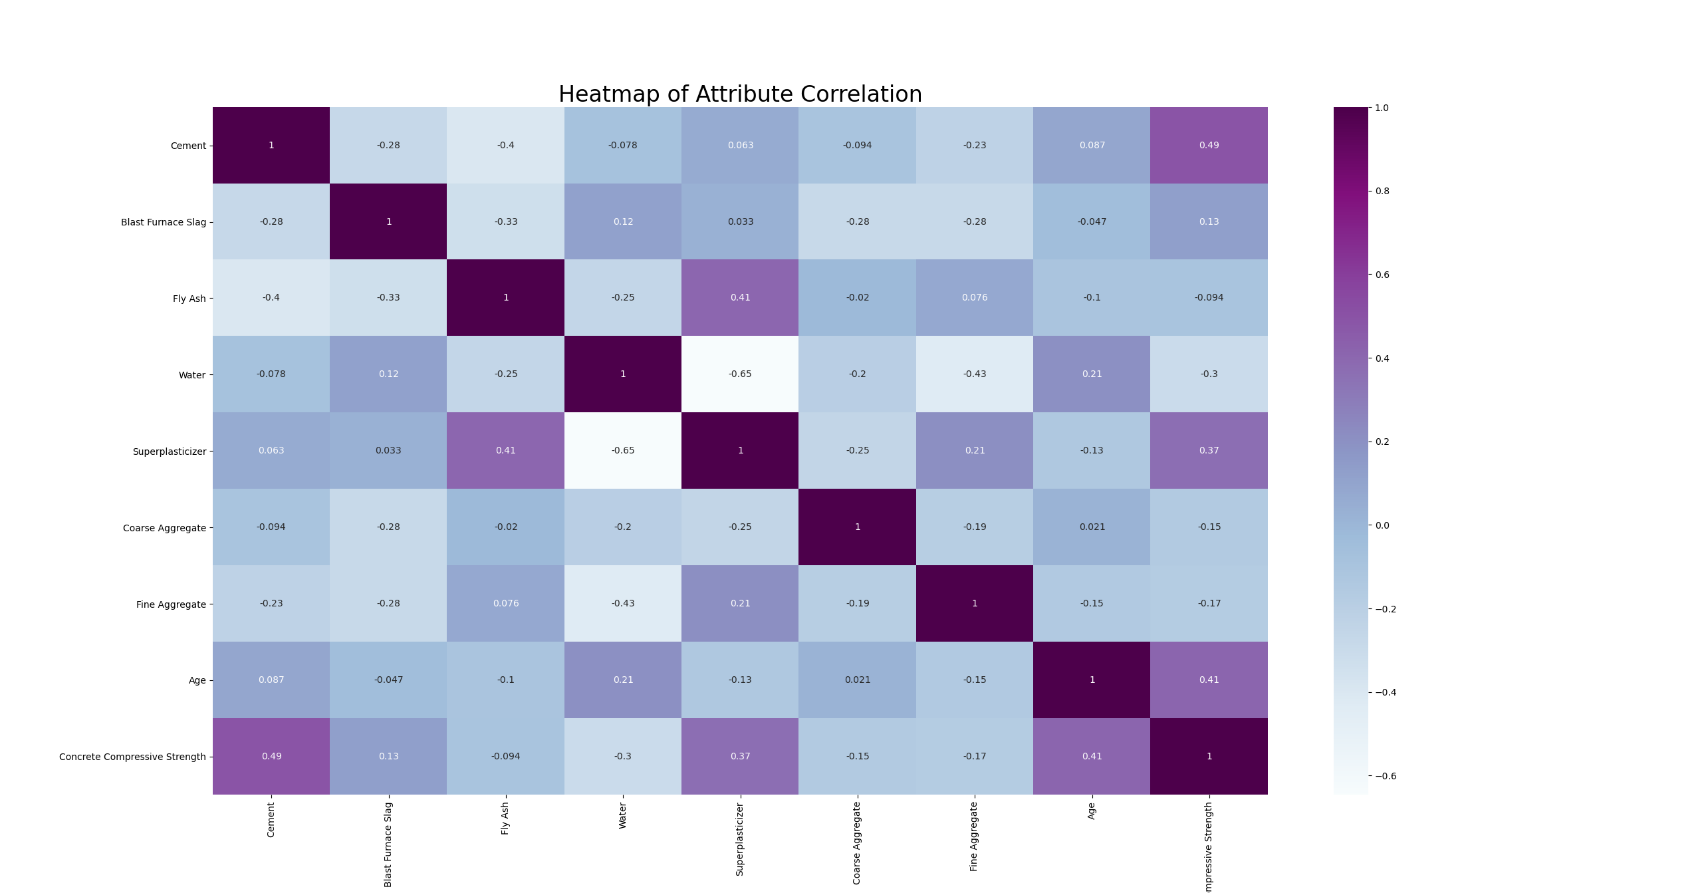 Heatmap of Attribute Correlation
Cement 1 -0.28 -0.4 -0.078 0.063 -0.094 -0.23 0.087 0.49
Blast Furnace Slag -0.28 1 -0.33 0.12 0.033 -0.28 -0.28 -0.047 0.13
Fly Ash -0.4 -0.33 1 -0.25 0.41 -0.02 0.076 -0.1 -0.094
Water -0.078 0.12 -0.25 1 -0.65 -0.2 -0.43 0.21 -0.3
Superplasticizer 0.063 0.033 0.41 -0.65 1 -0.25 0.21 -0.13 0.37
Coarse Aggregate -0.094 -0.28 -0.02 -0.2 -0.25 1 -0.19 0.021 -0.15
Fine Aggregate -0.23 -0.28 0.076 -0.43 0.21 -0.19 1 -0.15 -0.17
Age 0.087 -0.047 -0.1 0.21 -0.13 0.021 -0.15 1 0.41
Concrete Compressive Strength 0.49 0.13 -0.094 -0.3 0.37 -0.15 -0.17 0.41 1
Cement
Blast Furnace Slag
Fly Ash
Water
Superplasticizer
Coarse Aggregate
Fine Aggregate
Age
mpressive Strength
1.0
0.8
0.6
0.4
0.2
0.0
−0.2
−0.4
−0.6